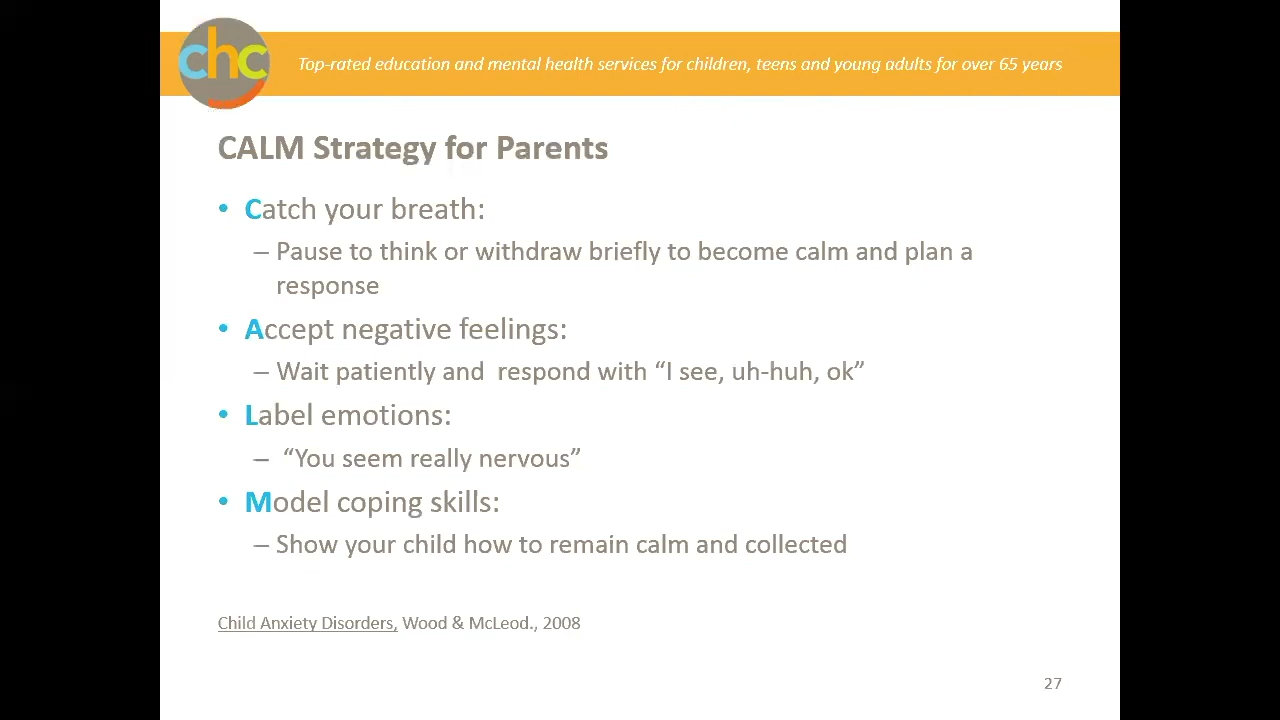 chc
Top-rated education and mental health services for children, teens and young adults for over 65 years
CALM Strategy for Parents
• Catch your breath:
– Pause to think or withdraw briefly to become calm and plan a
response
• Accept negative feelings:
– Wait patiently and  respond with “I see, uh-huh, ok”
• Label emotions:
–  “You seem really nervous”
• Model coping skills:
– Show your child how to remain calm and collected
Child Anxiety Disorders, Wood & McLeod., 2008
27